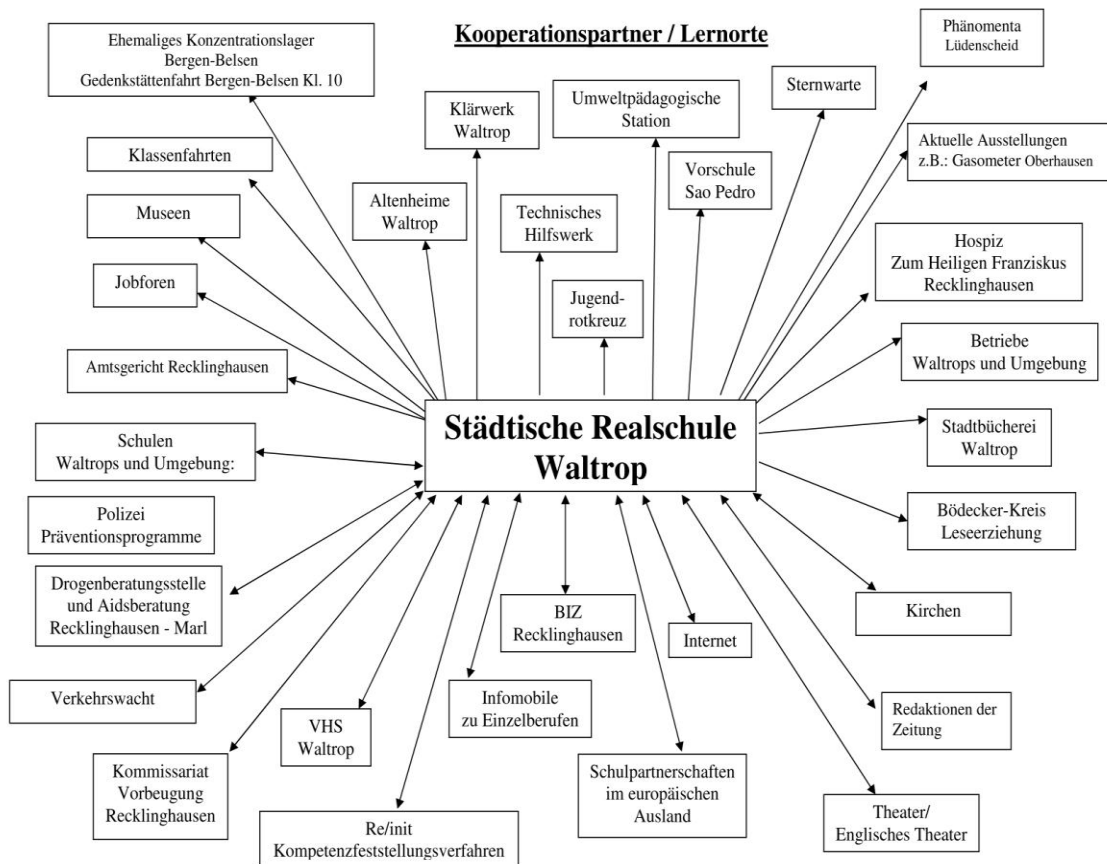 Kooperationspartner / Lernorte
Ehemaliges Konzentrationslager
Bergen-Belsen
Gedenkstättenfahrt Bergen-Belsen Kl. 10
Klärwerk
Waltrop
Umweltpädagogische
Station
Sternwarte
Phänomenta
Lüdenscheid
Klassenfahrten
Altenheime
Waltrop
Technisches
Hilfswerk
Vorschule
Sao Pedro
Aktuelle Ausstellungen
z.B.: Gasometer Oberhausen
Museen
Jobforen
Jugend-
rotkreuz
Hospiz
Zum Heiligen Franziskus
Recklinghausen
Amtsgericht Recklinghausen
Betriebe
Waltrops und Umgebung
Städtische Realschule
Waltrop
Schulen
Waltrops und Umgebung:
Stadtbücherei
Waltrop
Polizei
Präventionsprogramme
Bödecker-Kreis
Leseerziehung
Drogenberatungsstelle
und Aidsberatung
Recklinghausen - Marl
BIZ
Recklinghausen
Internet
Kirchen
Verkehrswacht
VHS
Waltrop
Infomobile
zu Einzelberufen
Redaktionen der
Zeitung
Kommissariat
Vorbeugung
Recklinghausen
Re/init
Kompetenzfeststellungsverfahren
Schulpartnerschaften
im europäischen
Ausland
Theater/
Englisches Theater